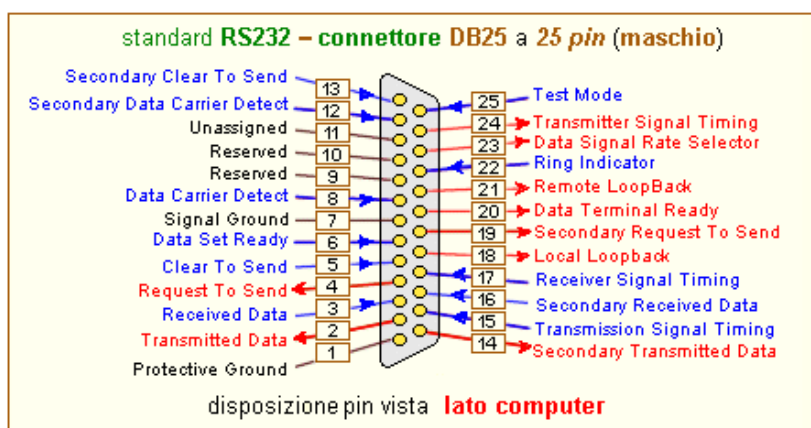 standard RS232 – connettore DB25 a 25 pin (maschio)
Secondary Clear To Send 13
Secondary Data Carrier Detect 12
Unassigned 11
Reserved 10
Reserved 9
Data Carrier Detect 8
Signal Ground 7
Data Set Ready 6
Clear To Send 5
Request To Send 4
Received Data 3
Transmitted Data 2
Protective Ground 1
25 Test Mode
24 Transmitter Signal Timing
23 Data Signal Rate Selector
22 Ring Indicator
21 Remote LoopBack
20 Data Terminal Ready
19 Secondary Request To Send
18 Local Loopback
17 Receiver Signal Timing
16 Secondary Received Data
15 Transmission Signal Timing
14 Secondary Transmitted Data
disposizione pin vista lato computer